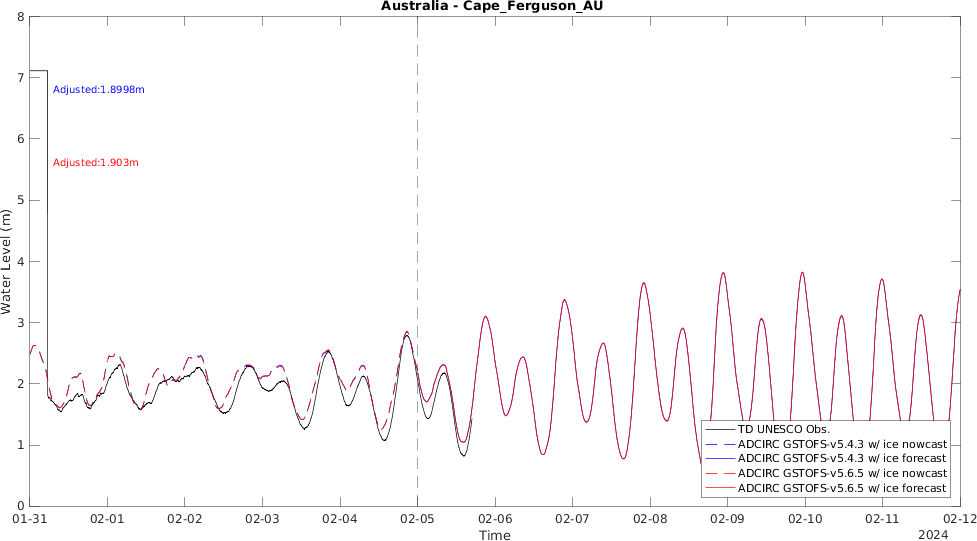 Australia - Cape_Ferguson_AU
8
7
6
5
4
3
2
1
0
Water Level (m)
Adjusted:1.8998m
Adjusted:1.903m
TD UNESCO Obs.
ADCIRC GSTOFS-v5.4.3 w/ ice nowcast
ADCIRC GSTOFS-v5.4.3 w/ ice forecast
ADCIRC GSTOFS-v5.6.5 w/ ice nowcast
ADCIRC GSTOFS-v5.6.5 w/ ice forecast
01-31 02-01 02-02 02-03 02-04 02-05 02-06 02-07 02-08 02-09 02-10 02-11 02-12
Time
2024